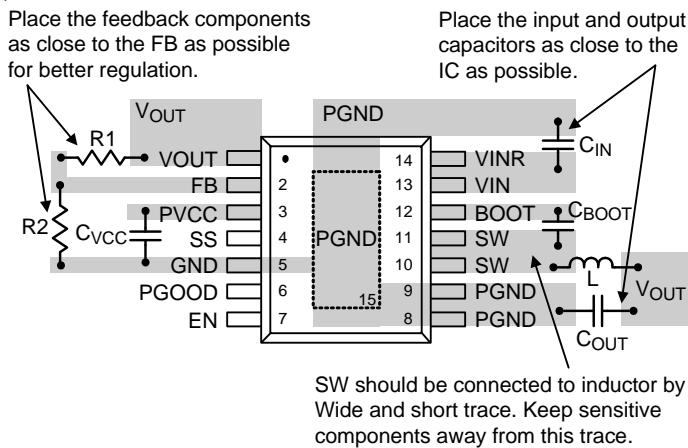 Place the feedback components
as close to the FB as possible
for better regulation.
Place the input and output
capacitors as close to the
IC as possible.
VOUT
PGND
R1
CIN
VOUT
14
VINR
FB
2
13
VIN
R2
CVCC
PVCC
3
12
BOOT
CBOOT
SS
4
PGND
11
SW
GND
5
10
SW
L
VOUT
PGOOD
6
15
9
PGND
EN
7
8
PGND
COUT
SW should be connected to inductor by
Wide and short trace. Keep sensitive
components away from this trace.